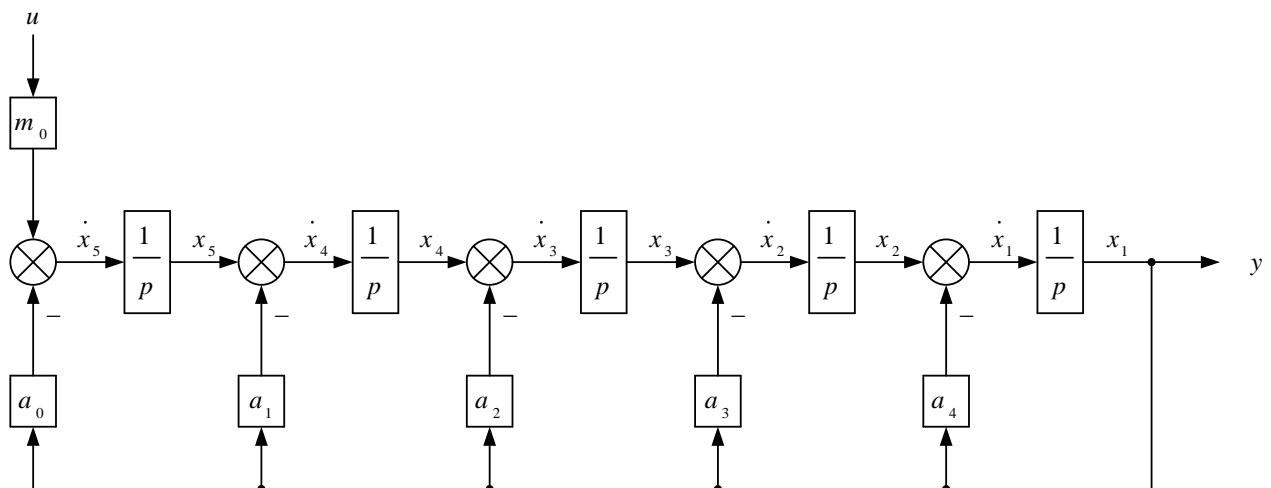 u
m₀
ẋ₅ 1/p x₅ ẋ₄ 1/p x₄ ẋ₃ 1/p x₃ ẋ₂ 1/p x₂ ẋ₁ 1/p x₁ y
– – – – –
a₀ a₁ a₂ a₃ a₄